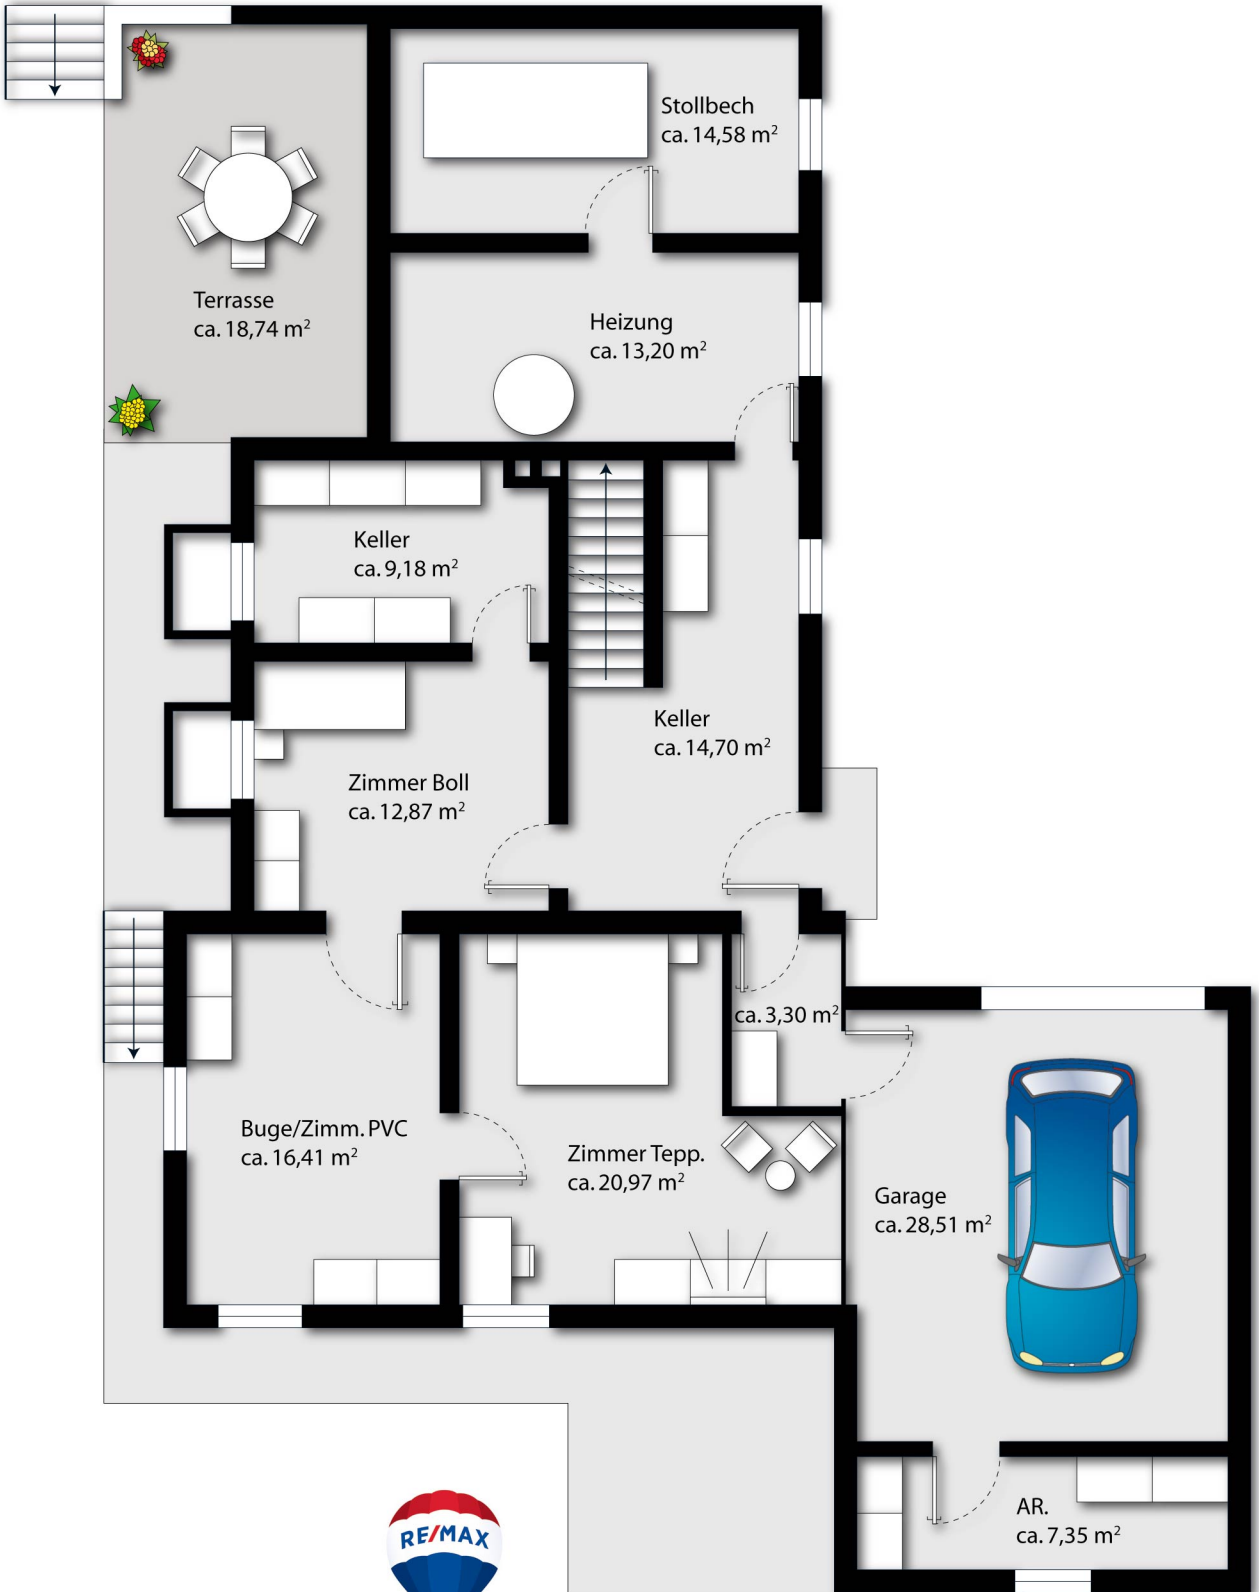 Stollbech
ca. 14,58 m²
Terrasse
ca. 18,74 m²
Heizung
ca. 13,20 m²
Keller
ca. 9,18 m²
Keller
ca. 14,70 m²
Zimmer Boll
ca. 12,87 m²
ca. 3,30 m²
Buge/Zimm. PVC
ca. 16,41 m²
Zimmer Tepp.
ca. 20,97 m²
Garage
ca. 28,51 m²
AR.
ca. 7,35 m²
RE/MAX